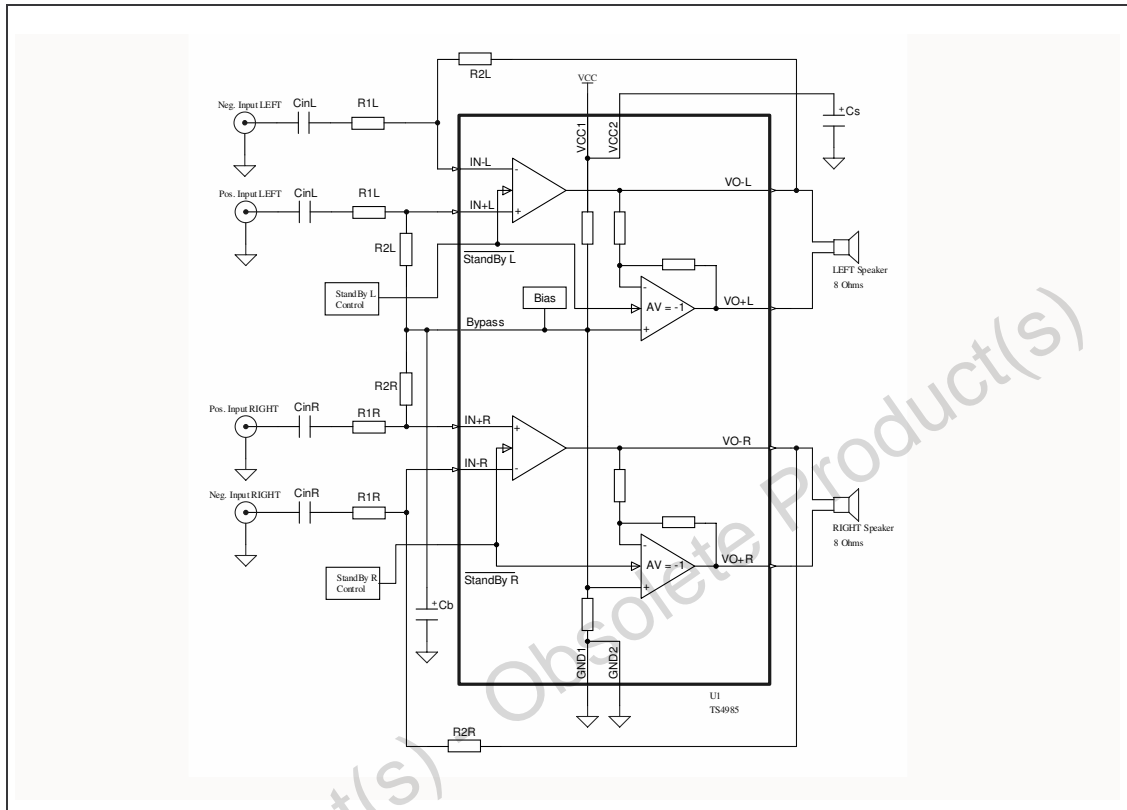 R2L
VCC
Neg. Input LEFT
CinL
R1L
+Cs
VCC1
VCC2
IN-L
-
Pos. Input LEFT
CinL
R1L
VO-L
IN+L
+
R2L
StandBy L
LEFT Speaker
8 Ohms
StandBy L
Control
Bias
-
AV = -1
VO+L
Bypass
+
R2R
Pos. Input RIGHT
CinR
R1R
IN+R
+
VO-R
IN-R
-
Neg. Input RIGHT
CinR
R1R
RIGHT Speaker
8 Ohms
-
AV = -1
VO+R
StandBy R
Control
StandBy R
+
+Cb
GND1
GND2
U1
TS4985
R2R
t(s) - Obsolete Product(s)